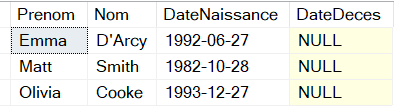 Prenom Nom DateNaissance DateDeces
Emma D'Arcy 1992-06-27 NULL
Matt Smith 1982-10-28 NULL
Olivia Cooke 1993-12-27 NULL